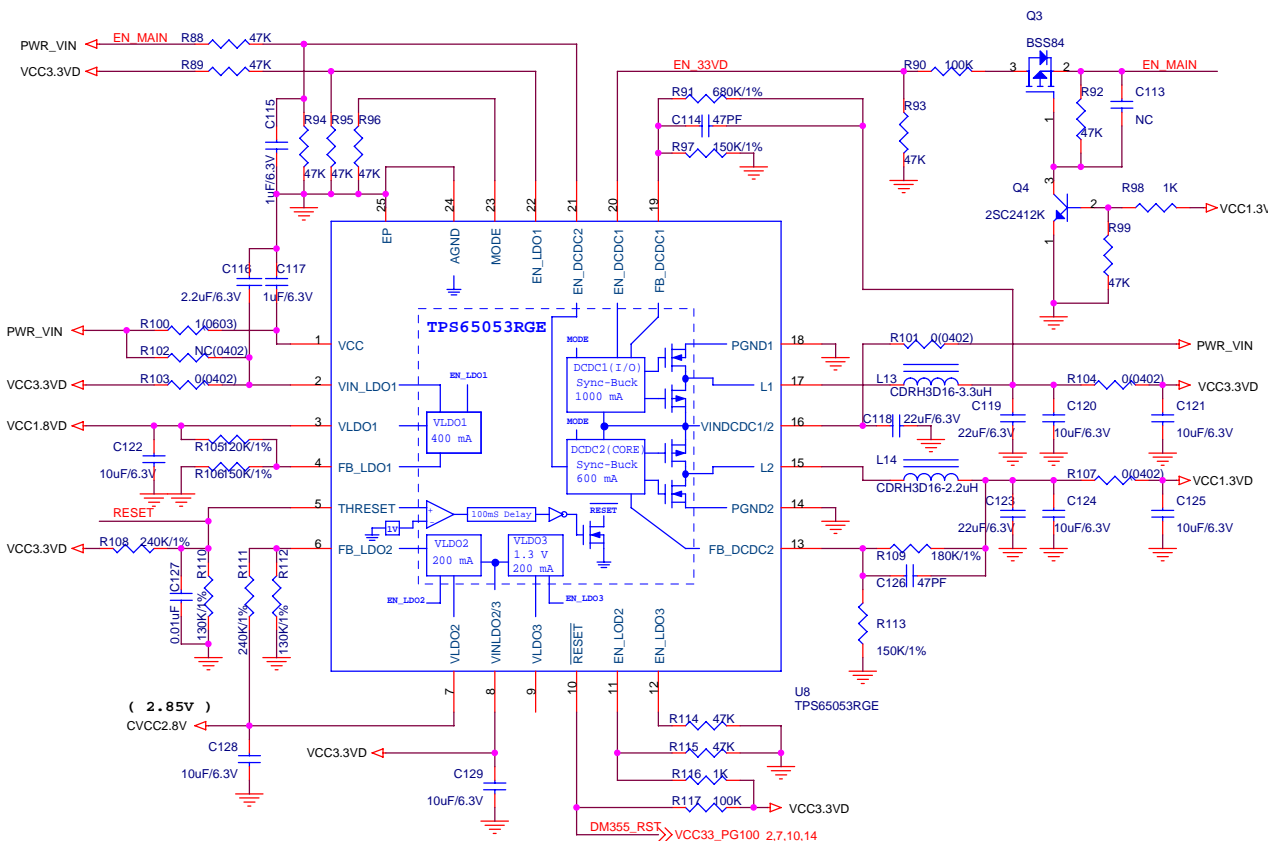 Q3
BSS84
PWR_VIN
EN_MAIN
R88
47K
VCC3.3VD
R89
47K
EN_33VD
R90
100K
3
2
EN_MAIN
R91
680K/1%
C114
47PF
R97
150K/1%
R93
47K
R92
47K
C113
NC
1
C115
1uF/6.3V
R94
R95
R96
47K
47K
47K
Q4
2SC2412K
3
2
1
R98
1K
VCC1.3V
R99
47K
25
24
23
22
21
20
19
EP
AGND
MODE
EN_LDO1
EN_DCDC2
EN_DCDC1
FB_DCDC1
C116
2.2uF/6.3V
C117
1uF/6.3V
PWR_VIN
R100
1(0603)
R102
NC(0402)
VCC3.3VD
R103
0(0402)
VCC1.8VD
C122
10uF/6.3V
R105
120K/1%
R106
150K/1%
RESET
VCC3.3VD
R108
240K/1%
C127
0.01uF
R110
130K/1%
R111
240K/1%
R112
130K/1%
1
VCC
2
VIN_LDO1
3
VLDO1
4
FB_LDO1
5
THRESET
6
FB_LDO2
TPS65053RGE
EN_LDO1
VLDO1
400 mA
MODE
DCDC1(I/O)
Sync-Buck
1000 mA
MODE
DCDC2(CORE)
Sync-Buck
600 mA
+
-
1V
100mS Delay
RESET
VLDO2
200 mA
VLDO3
1.3 V
200 mA
EN_LDO2
EN_LDO3
PGND1
18
L1
17
VINDCDC1/2
16
L2
15
PGND2
14
FB_DCDC2
13
R101
0(0402)
PWR_VIN
L13
CDRH3D16-3.3uH
R104
0(0402)
VCC3.3VD
C118
22uF/6.3V
C119
22uF/6.3V
C120
10uF/6.3V
C121
10uF/6.3V
L14
CDRH3D16-2.2uH
R107
0(0402)
VCC1.3VD
C123
22uF/6.3V
C124
10uF/6.3V
C125
10uF/6.3V
R109
180K/1%
C126
47PF
R113
150K/1%
VLDO2
VINLDO2/3
VLDO3
RESET
EN_LOD2
EN_LDO3
7
8
9
10
11
12
U8
TPS65053RGE
( 2.85V )
CVCC2.8V
C128
10uF/6.3V
VCC3.3VD
C129
10uF/6.3V
R114
47K
R115
47K
R116
1K
R117
100K
VCC3.3VD
DM355_RST
VCC33_PG100 2,7,10,14